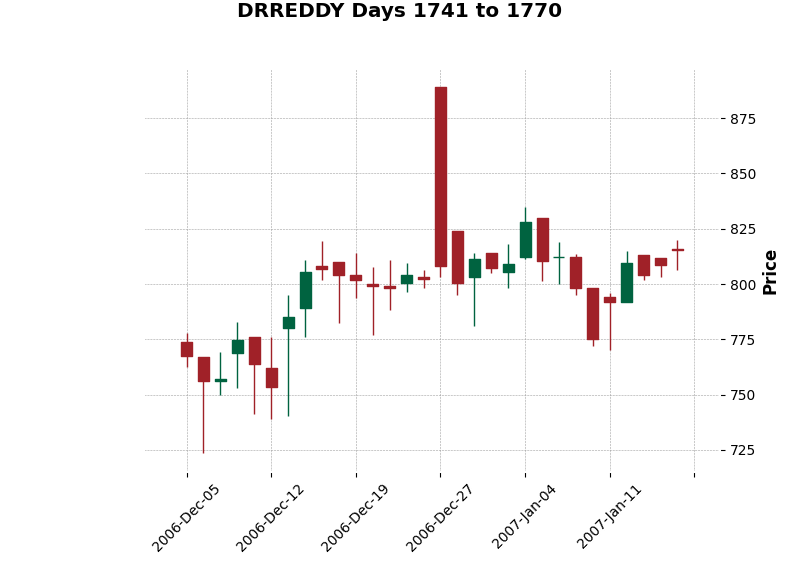 DRREDDY Days 1741 to 1770
875
850
825
800
775
750
725
Price
2006-Dec-05
2006-Dec-12
2006-Dec-19
2006-Dec-27
2007-Jan-04
2007-Jan-11